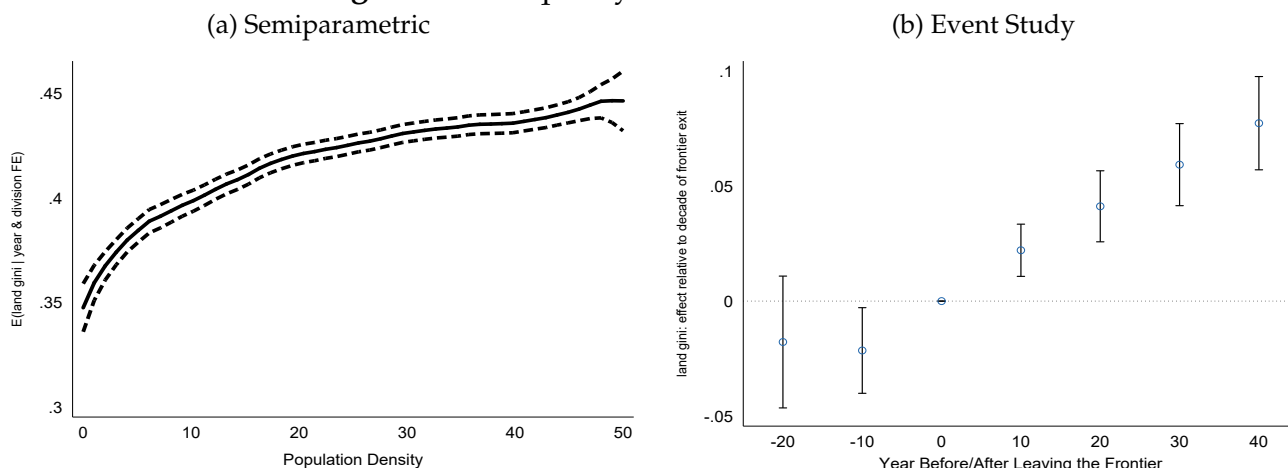 (a) Semiparametric
(b) Event Study
E(land gini | year & division FE)
.45
.4
.35
.3
0 10 20 30 40 50
Population Density
land gini: effect relative to decade of frontier exit
.1
.05
0
-.05
-20 -10 0 10 20 30 40
Year Before/After Leaving the Frontier